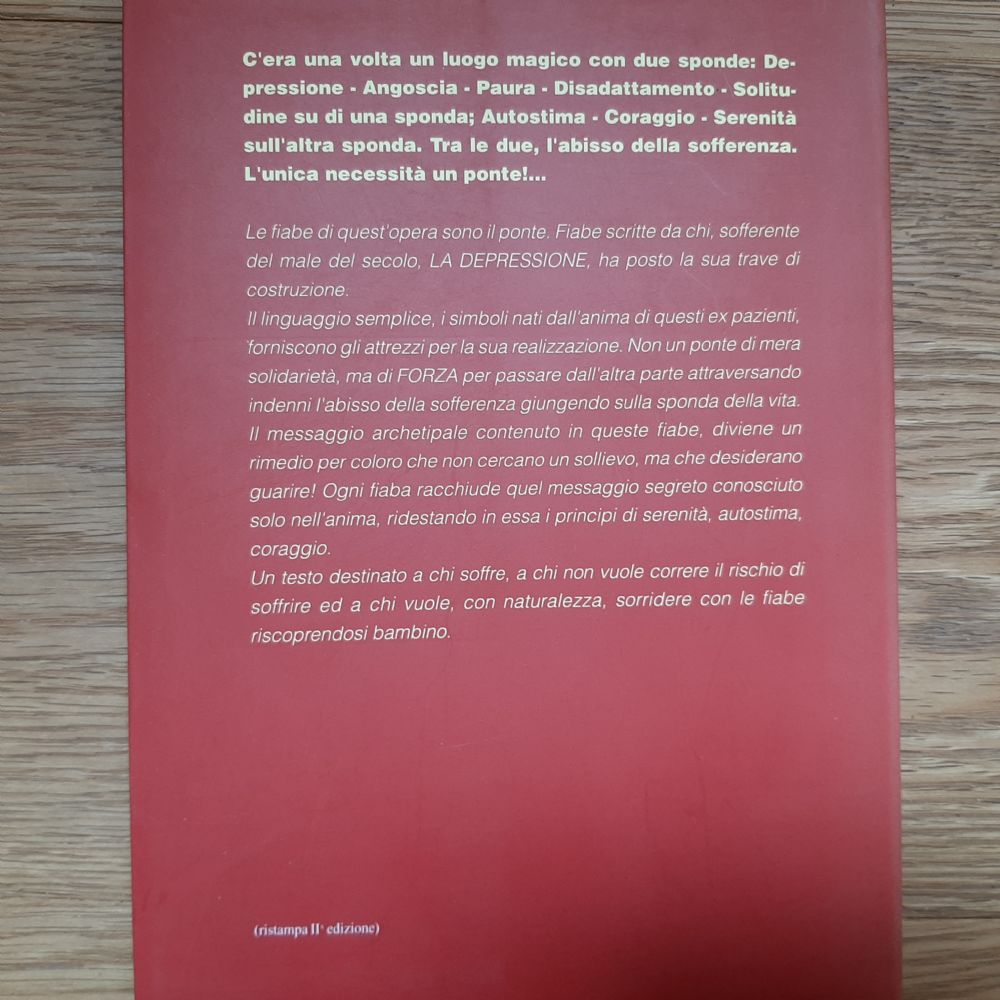 C'era una volta un luogo magico con due sponde: De-
pressione - Angoscia - Paura - Disadattamento - Solitu-
dine su di una sponda; Autostima - Coraggio - Serenità
sull'altra sponda. Tra le due, l'abisso della sofferenza.
L'unica necessità un ponte!...
Le fiabe di quest'opera sono il ponte. Fiabe scritte da chi, sofferente
del male del secolo, LA DEPRESSIONE, ha posto la sua trave di
costruzione.
Il linguaggio semplice, i simboli nati dall'anima di questi ex pazienti,
forniscono gli attrezzi per la sua realizzazione. Non un ponte di mera
solidarietà, ma di FORZA per passare dall'altra parte attraversando
indenni l'abisso della sofferenza giungendo sulla sponda della vita.
Il messaggio archetipale contenuto in queste fiabe, diviene un
rimedio per coloro che non cercano un sollievo, ma che desiderano
guarire! Ogni fiaba racchiude quel messaggio segreto conosciuto
solo nell'anima, ridestando in essa i principi di serenità, autostima,
coraggio.
Un testo destinato a chi soffre, a chi non vuole correre il rischio di
soffrire ed a chi vuole, con naturalezza, sorridere con le fiabe
riscoprendosi bambino.
(ristampa IIª edizione)